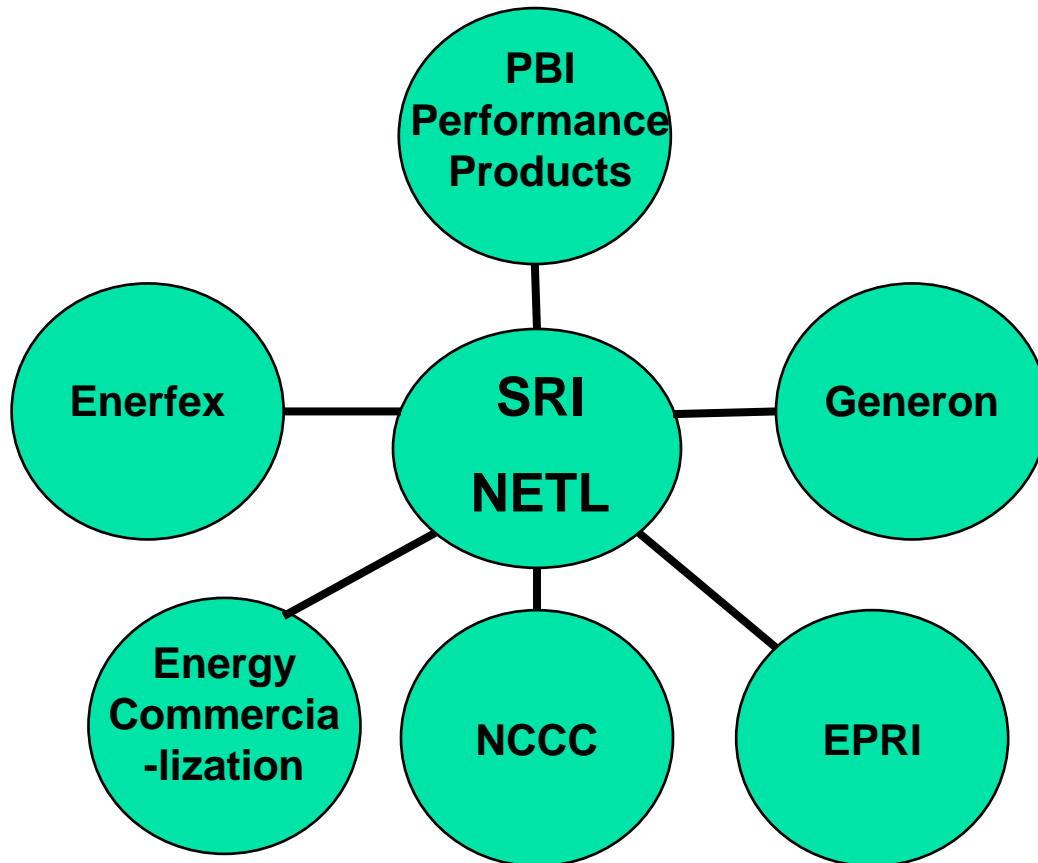 PBI
Performance
Products
Enerfex
SRI
NETL
Generon
Energy
Commercia
-lization
NCCC
EPRI